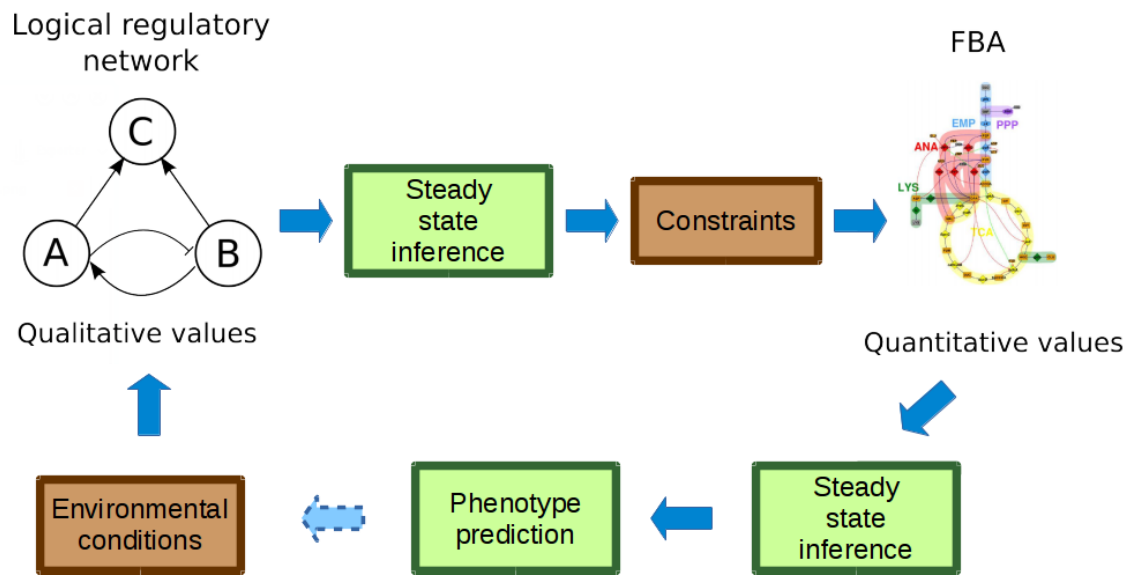 Logical regulatory
network
FBA
C
A
B
Steady
state
inference
Constraints
EMP
PPP
ANA
LYS
TCA
Qualitative values
Quantitative values
Environmental
conditions
Phenotype
prediction
Steady
state
inference